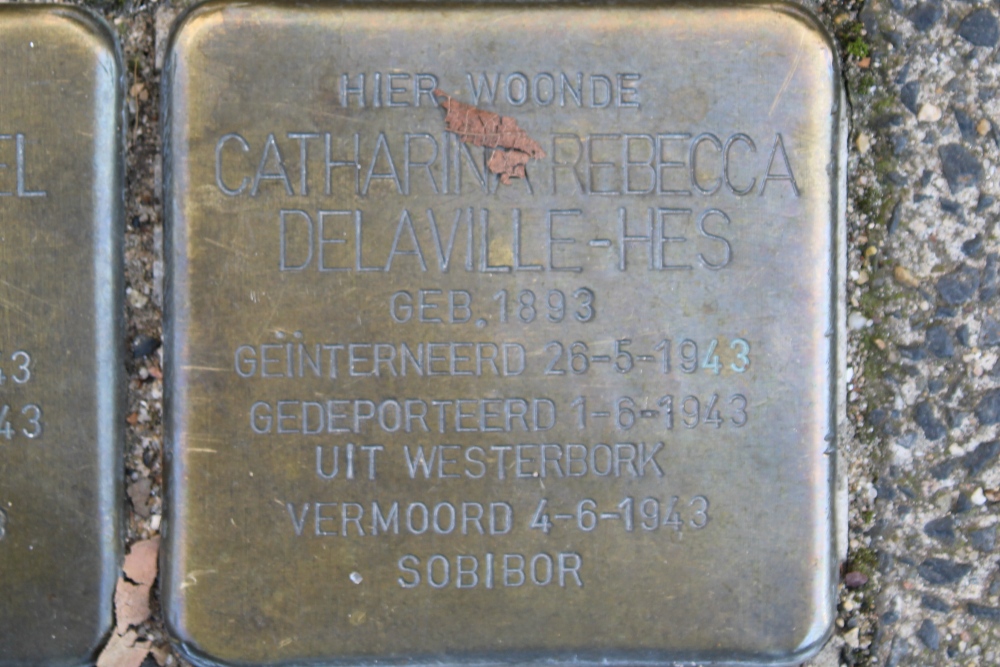 HIER WOONDE
CATHARINA REBECCA
DELAVILLE-HES
GEB. 1893
GEÏNTERNEERD 26-5-1943
GEDEPORTEERD 1-6-1943
UIT WESTERBORK
VERMOORD 4-6-1943
SOBIBOR